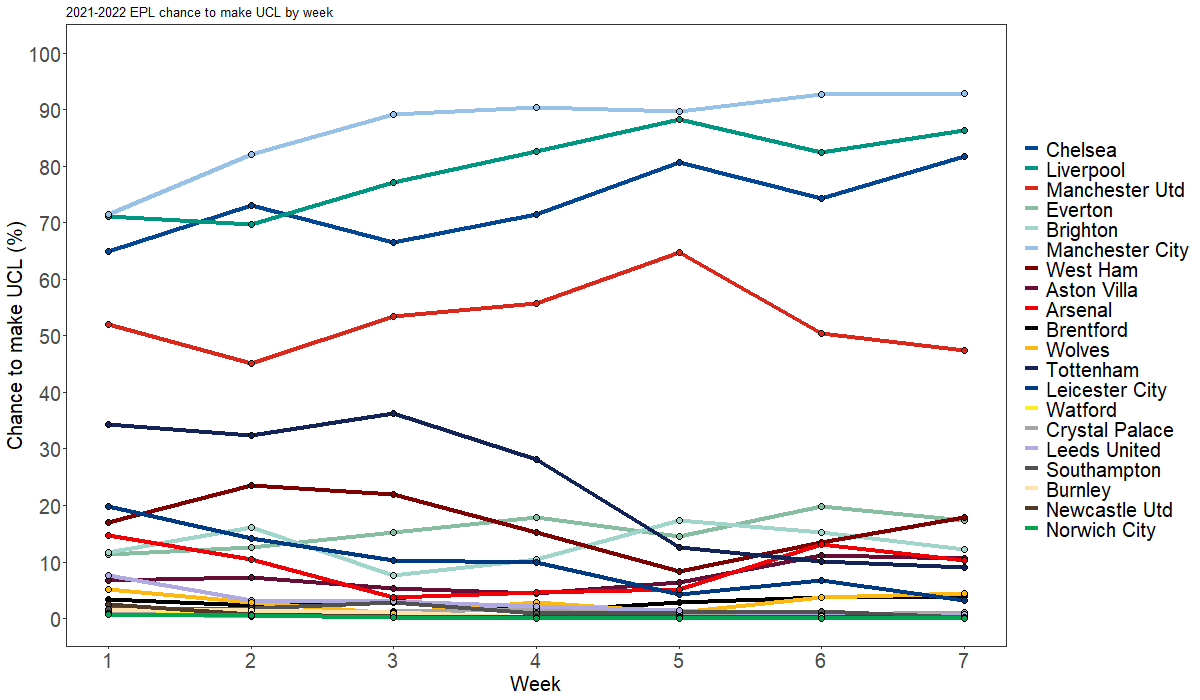 2021-2022 EPL chance to make UCL by week
100
90
80
70
60
50
40
30
20
10
0
Chance to make UCL (%)
1 2 3 4 5 6 7
Week
Chelsea
Liverpool
Manchester Utd
Everton
Brighton
Manchester City
West Ham
Aston Villa
Arsenal
Brentford
Wolves
Tottenham
Leicester City
Watford
Crystal Palace
Leeds United
Southampton
Burnley
Newcastle Utd
Norwich City